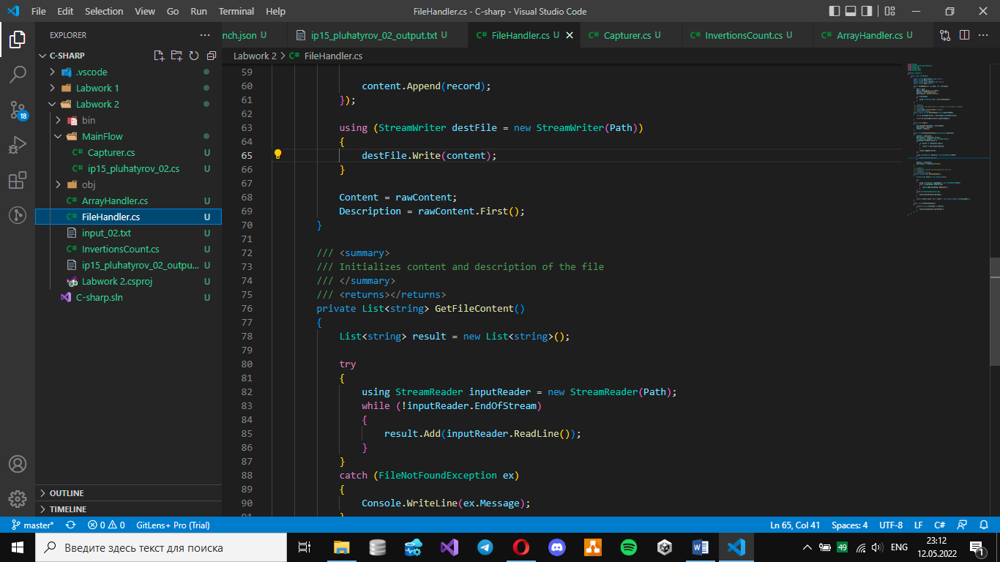 File Edit Selection View Go Run Terminal Help
FileHandler.cs - C-sharp - Visual Studio Code
EXPLORER
nch.json U
ip15_pluhatyrov_02_output.txt U
C# FileHandler.cs U
C# Capturer.cs U
C# InvertionsCount.cs U
C# ArrayHandler.cs U
Labwork 2 > C# FileHandler.cs
C-SHARP
.vscode
Labwork 1
Labwork 2
bin
MainFlow
C# Capturer.cs U
C# ip15_pluhatyrov_02.cs U
obj
C# ArrayHandler.cs U
C# FileHandler.cs U
input_02.txt U
C# InvertionsCount.cs U
ip15_pluhatyrov_02_outpu... U
Labwork 2.csproj U
C-sharp.sln U
18
OUTLINE
TIMELINE
59
60 content.Append(record);
61 });
62
63 using (StreamWriter destFile = new StreamWriter(Path))
64 {
65 destFile.Write(content);
66 }
67
68 Content = rawContent;
69 Description = rawContent.First();
70 }
71
72 /// <summary>
73 /// Initializes content and description of the file
74 /// </summary>
75 /// <returns></returns>
76 private List<string> GetFileContent()
77 {
78 List<string> result = new List<string>();
79
80 try
81 {
82 using StreamReader inputReader = new StreamReader(Path);
83 while (!inputReader.EndOfStream)
84 {
85 result.Add(inputReader.ReadLine());
86 }
87 }
88 catch (FileNotFoundException ex)
89 {
90 Console.WriteLine(ex.Message);
91 }
master* 0 0 GitLens+ Pro (Trial)
Ln 65, Col 41 Spaces: 4 UTF-8 LF C#
Введите здесь текст для поиска
49
ENG
23:12
12.05.2022
1